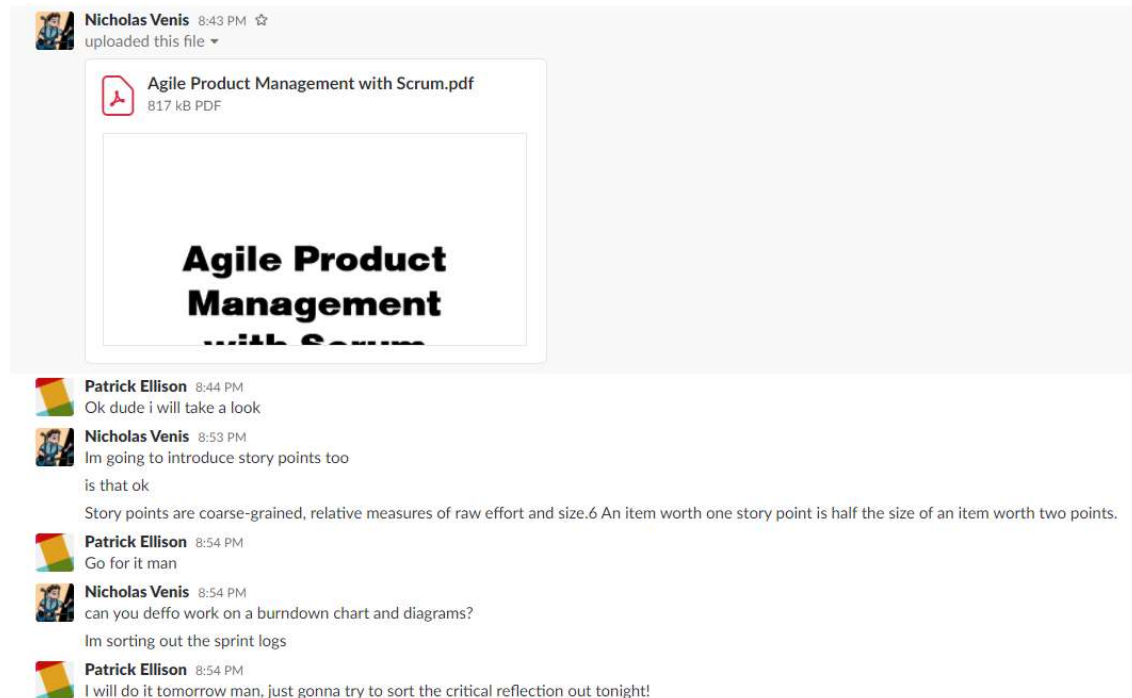 Nicholas Venis 8:43 PM
uploaded this file
Agile Product Management with Scrum.pdf
817 kB PDF
Agile Product
Management
with Scrum
Patrick Ellison 8:44 PM
Ok dude i will take a look
Nicholas Venis 8:53 PM
Im going to introduce story points too
is that ok
Story points are coarse-grained, relative measures of raw effort and size.6 An item worth one story point is half the size of an item worth two points.
Patrick Ellison 8:54 PM
Go for it man
Nicholas Venis 8:54 PM
can you deffo work on a burndown chart and diagrams?
Im sorting out the sprint logs
Patrick Ellison 8:54 PM
I will do it tomorrow man, just gonna try to sort the critical reflection out tonight!